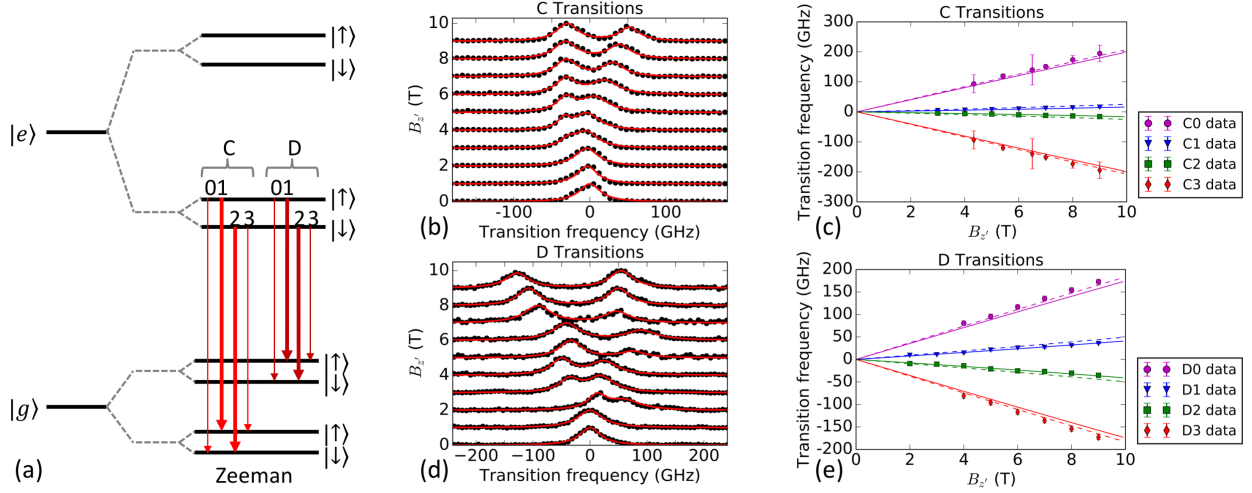 |e⟩
|g⟩
C
D
01
01
23
23
|↑⟩
|↓⟩
|↑⟩
|↓⟩
|↑⟩
|↓⟩
|↑⟩
|↓⟩
Zeeman
(a)
10
8
6
4
2
0
B_z′ (T)
-100
0
100
Transition frequency (GHz)
(b)
C Transitions
300
200
100
0
-100
-200
-300
Transition frequency (GHz)
0
2
4
6
8
10
B_z′ (T)
(c)
C0 data
C1 data
C2 data
C3 data
D Transitions
10
8
6
4
2
0
B_z′ (T)
−200
−100
0
100
200
Transition frequency (GHz)
(d)
D Transitions
200
150
100
50
0
-50
-100
-150
-200
Transition frequency (GHz)
0
2
4
6
8
10
B_z′ (T)
(e)
D0 data
D1 data
D2 data
D3 data
C Transitions